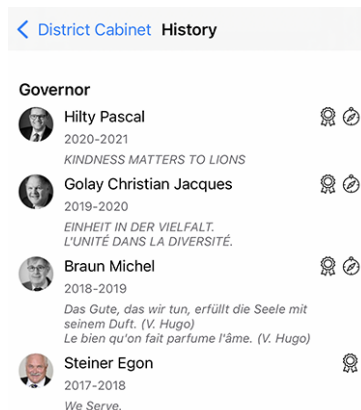 District Cabinet History
Governor
Hilty Pascal
2020-2021
KINDNESS MATTERS TO LIONS
Golay Christian Jacques
2019-2020
EINHEIT IN DER VIELFALT.
L'UNITÉ DANS LA DIVERSITÉ.
Braun Michel
2018-2019
Das Gute, das wir tun, erfüllt die Seele mit
seinem Duft. (V. Hugo)
Le bien qu'on fait parfume l'âme. (V. Hugo)
Steiner Egon
2017-2018
We Serve.